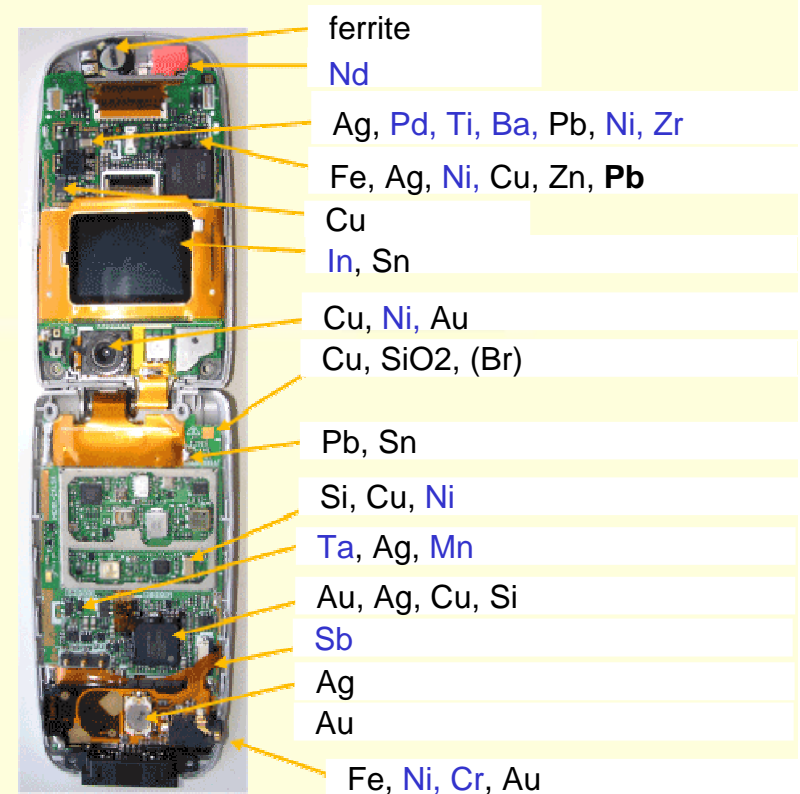 ferrite
Nd
Ag, Pd, Ti, Ba, Pb, Ni, Zr
Fe, Ag, Ni, Cu, Zn, Pb
Cu
In, Sn
Cu, Ni, Au
Cu, SiO2, (Br)
Pb, Sn
Si, Cu, Ni
Ta, Ag, Mn
Au, Ag, Cu, Si
Sb
Ag
Au
Fe, Ni, Cr, Au